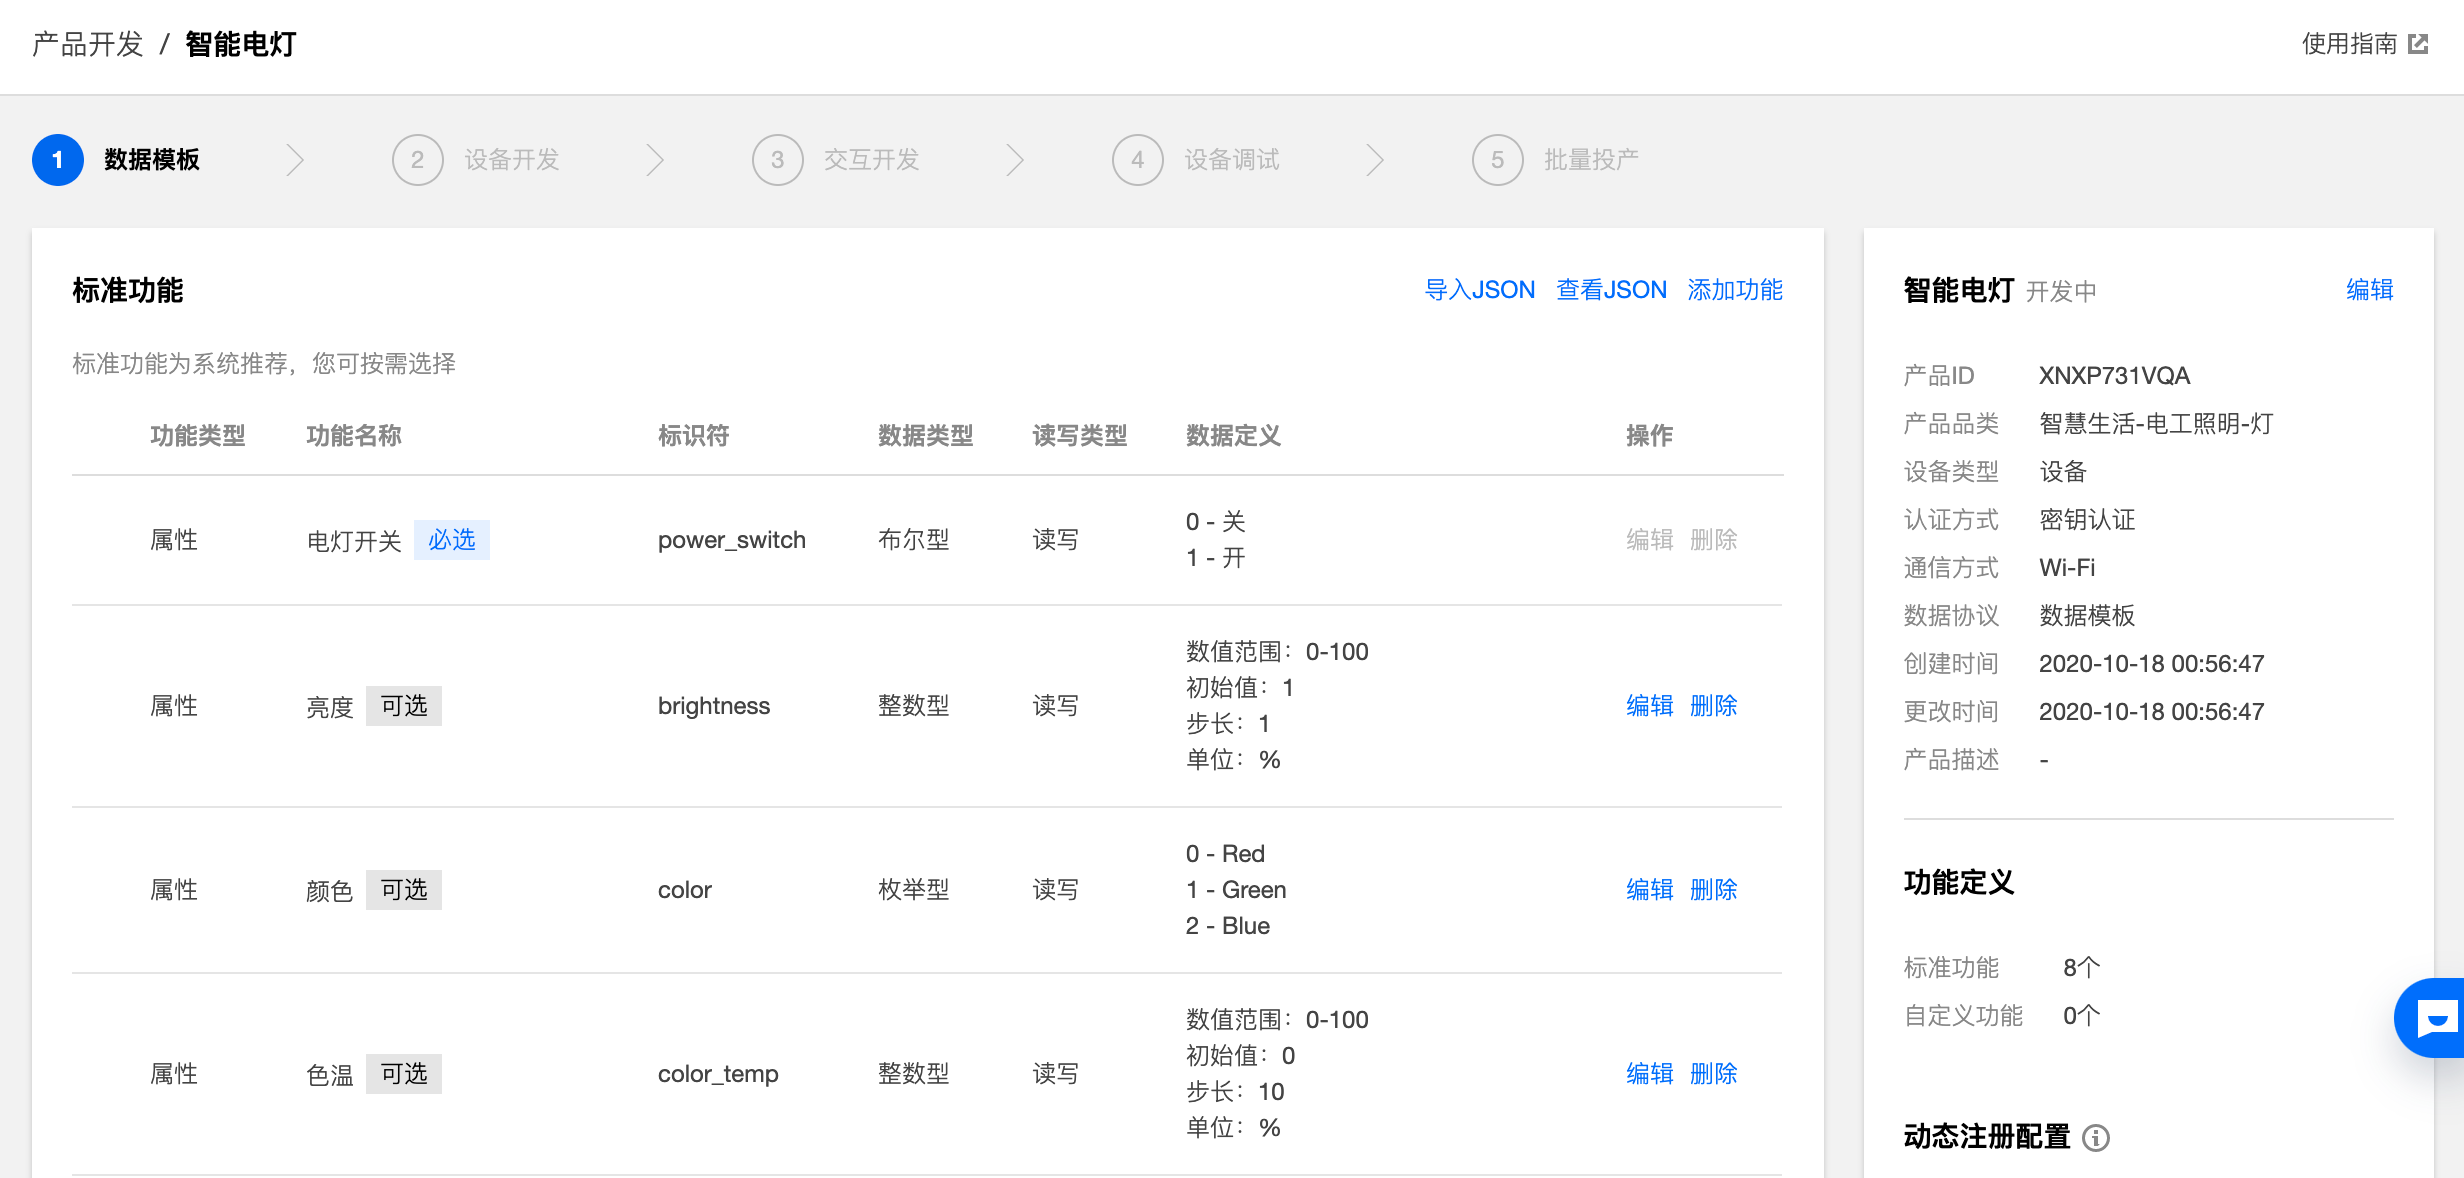 产品开发 / 智能电灯
使用指南
1 数据模板 2 设备开发 3 交互开发 4 设备调试 5 批量投产
标准功能
导入JSON 查看JSON 添加功能
标准功能为系统推荐，您可按需选择
功能类型 功能名称 标识符 数据类型 读写类型 数据定义 操作
属性 电灯开关 必选 power_switch 布尔型 读写
0 - 关
1 - 开
编辑 删除
属性 亮度 可选 brightness 整数型 读写
数值范围：0-100
初始值：1
步长：1
单位：%
编辑 删除
属性 颜色 可选 color 枚举型 读写
0 - Red
1 - Green
2 - Blue
编辑 删除
属性 色温 可选 color_temp 整数型 读写
数值范围：0-100
初始值：0
步长：10
单位：%
编辑 删除
智能电灯 开发中 编辑
产品ID XNXP731VQA
产品品类 智慧生活-电工照明-灯
设备类型 设备
认证方式 密钥认证
通信方式 Wi-Fi
数据协议 数据模板
创建时间 2020-10-18 00:56:47
更改时间 2020-10-18 00:56:47
产品描述 -
功能定义
标准功能 8个
自定义功能 0个
动态注册配置